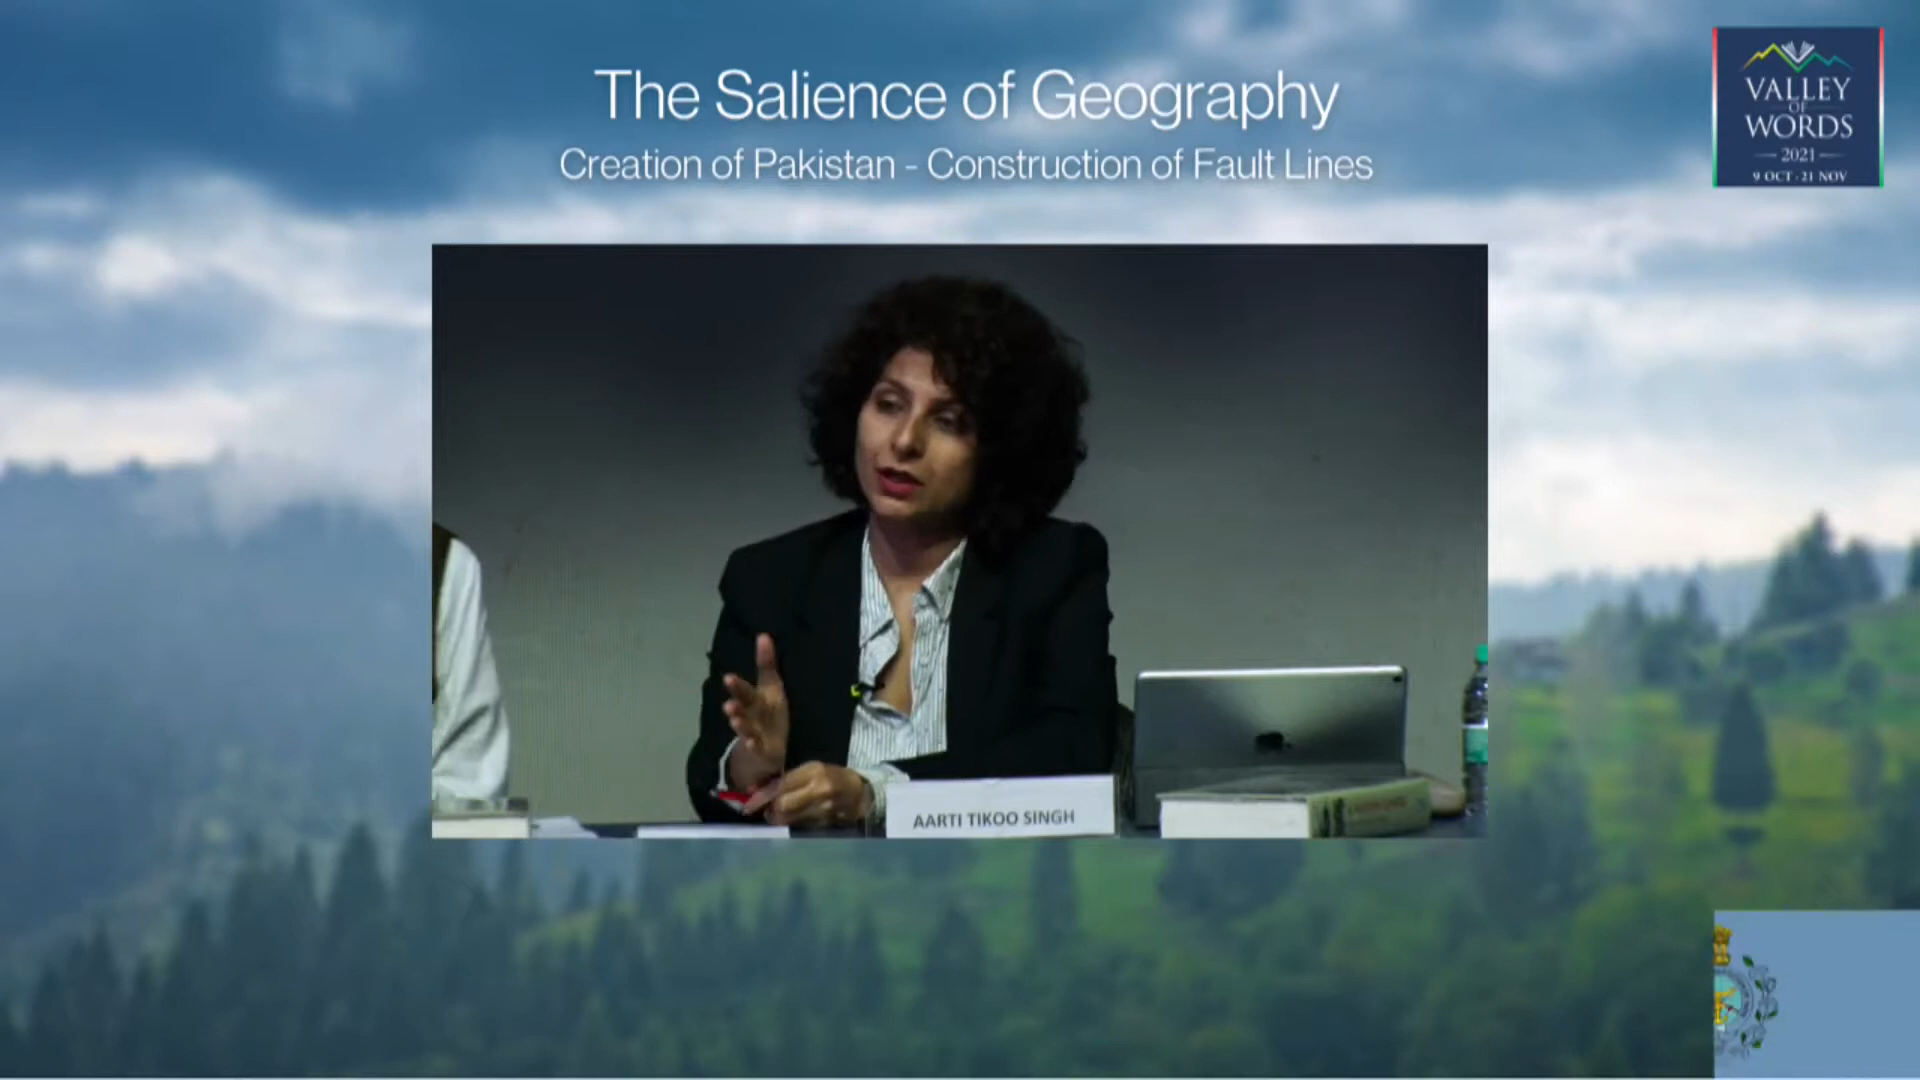 The Salience of Geography
Creation of Pakistan - Construction of Fault Lines
VALLEY
OF
WORDS
2021
9 OCT - 21 NOV
AARTI TIKOO SINGH